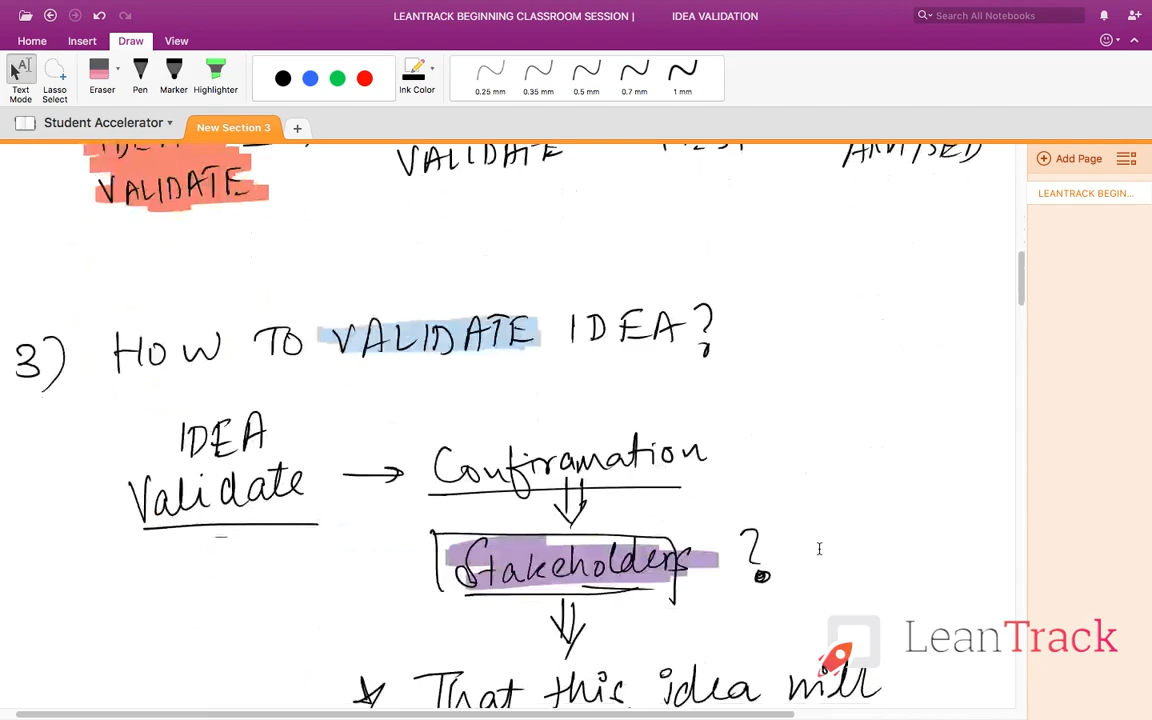 LEANTRACK BEGINNING CLASSROOM SESSION | IDEA VALIDATION
Search All Notebooks
Home Insert Draw View
Text Mode
Lasso Select
Eraser
Pen
Marker
Highlighter
Ink Color
0.25 mm 0.35 mm 0.5 mm 0.7 mm 1 mm
Student Accelerator
New Section 3
+
Add Page
LEANTRACK BEGIN...
IDEA
VALIDATE
VALIDATE
3) HOW TO VALIDATE IDEA?
IDEA
Validate → Confiramation
Stakeholders ?
That this idea will
LeanTrack